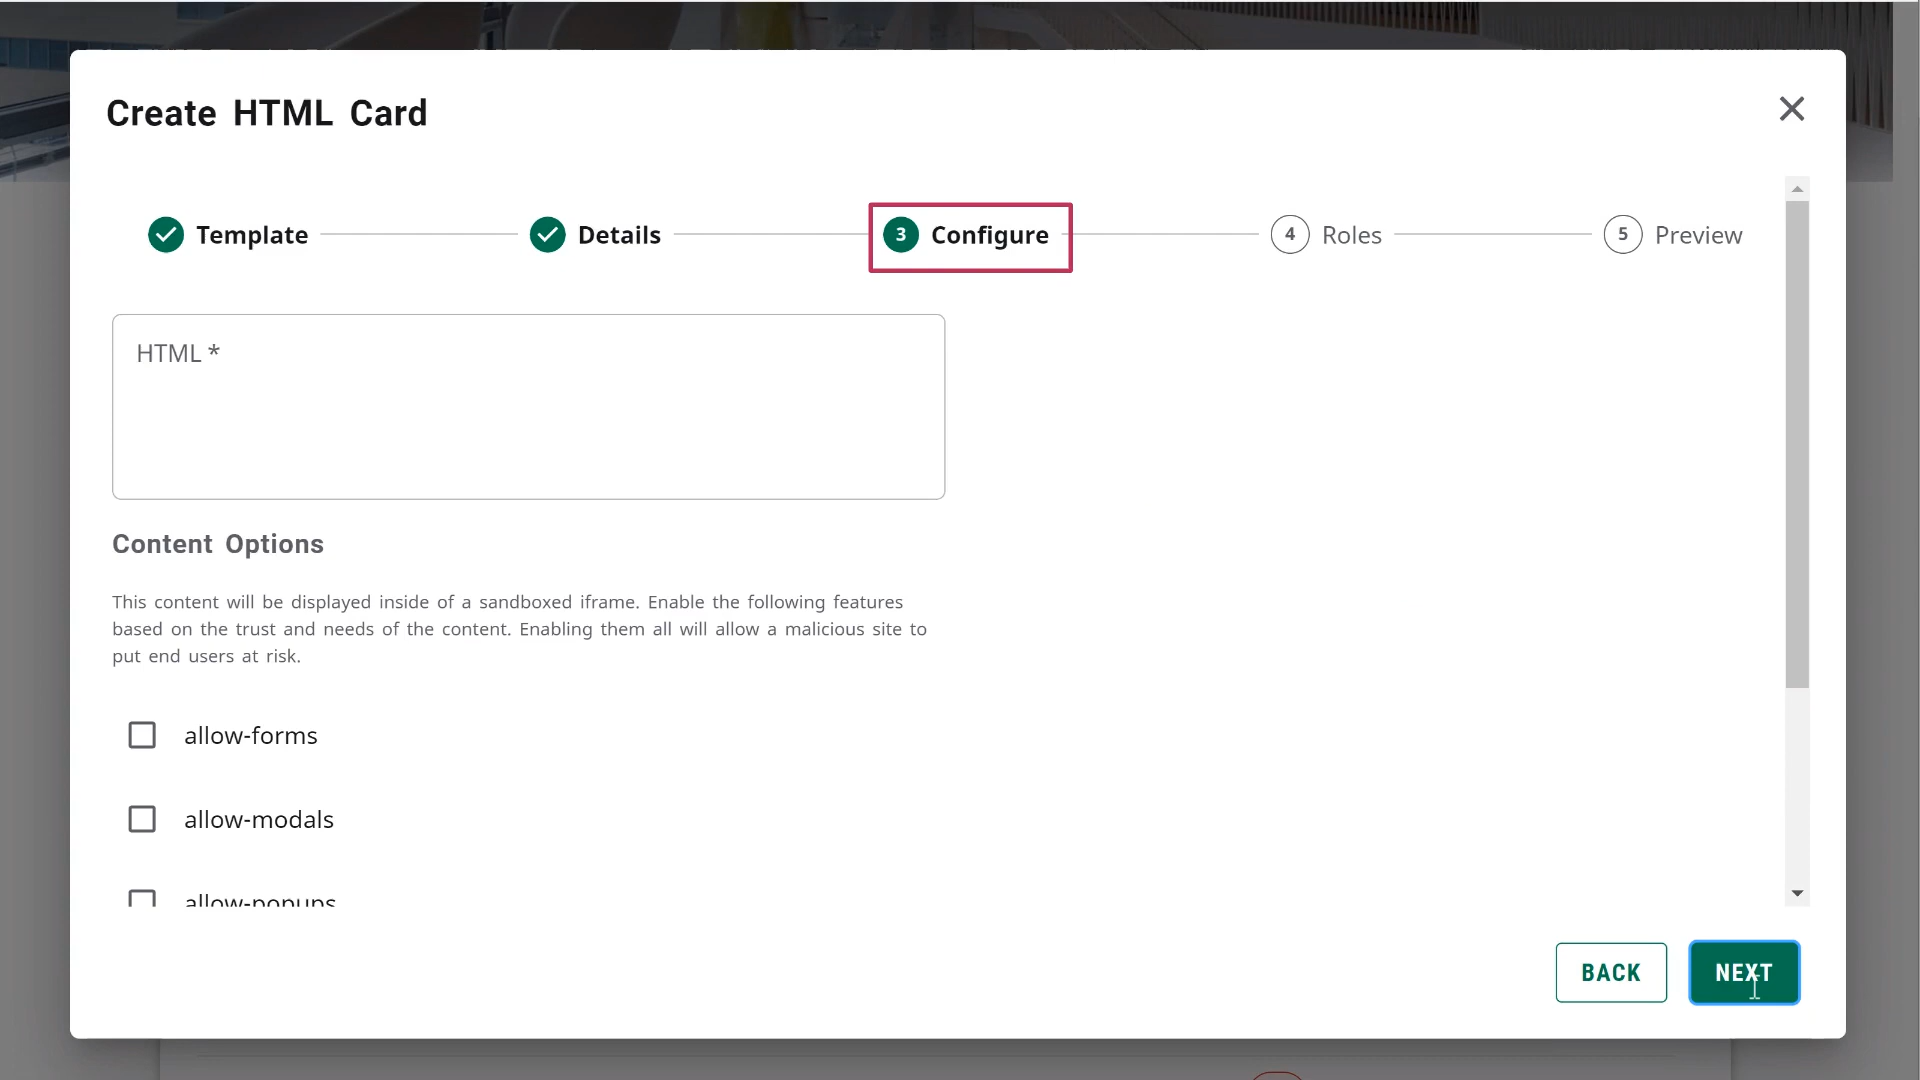 Create HTML Card
Template
Details
3 Configure
4 Roles
5 Preview
HTML *
Content Options
This content will be displayed inside of a sandboxed iframe. Enable the following features
based on the trust and needs of the content. Enabling them all will allow a malicious site to
put end users at risk.
allow-forms
allow-modals
allow-popups
BACK
NEXT